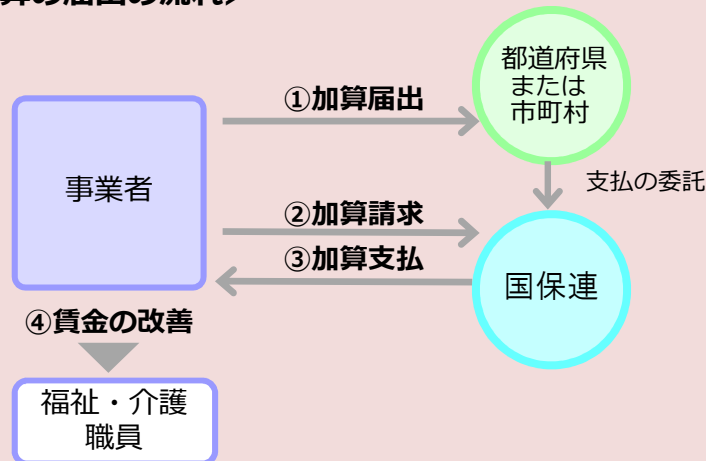 算の届出の流れ＞
都道府県
または
市町村
①加算届出
事業者
支払の委託
②加算請求
③加算支払
国保連
④賃金の改善
福祉・介護
職員